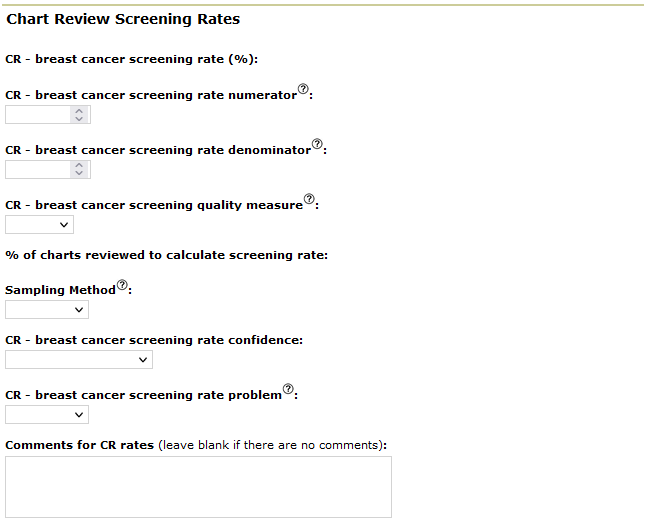 Chart Review Screening Rates
CR - breast cancer screening rate (%):
CR - breast cancer screening rate numerator?:
CR - breast cancer screening rate denominator?:
CR - breast cancer screening quality measure?:
% of charts reviewed to calculate screening rate:
Sampling Method?:
CR - breast cancer screening rate confidence:
CR - breast cancer screening rate problem?:
Comments for CR rates (leave blank if there are no comments):